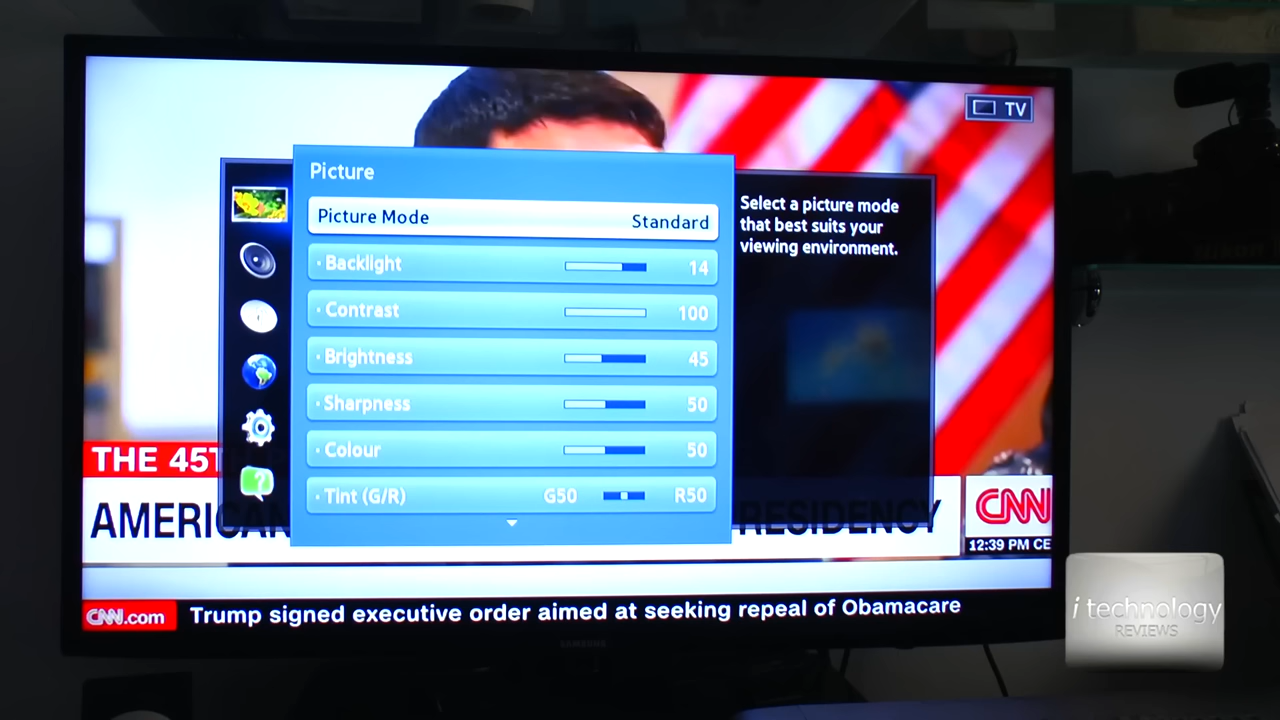 TV
Picture
Picture Mode Standard
Backlight 14
Contrast 100
Brightness 45
Sharpness 50
Colour 50
Tint (G/R) G50 R50
Select a picture mode
that best suits your
viewing environment.
THE 45T
AMERICAN RESIDENCY
CNN
12:39 PM CE
CNN.com Trump signed executive order aimed at seeking repeal of Obamacare
SAMSUNG
i technology
REVIEWS